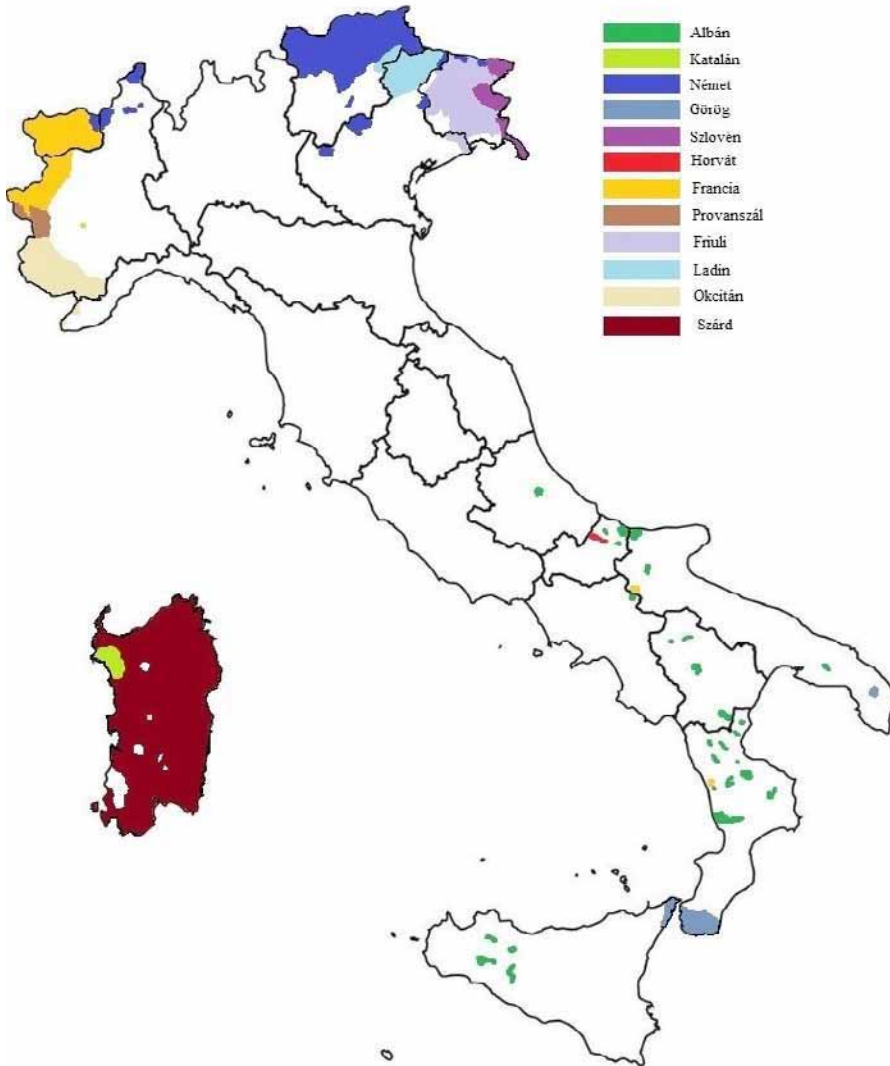 Albán
Katalán
Német
Görög
Szlovén
Horvát
Francia
Provanszál
Friuli
Ladin
Okcitán
Szárd